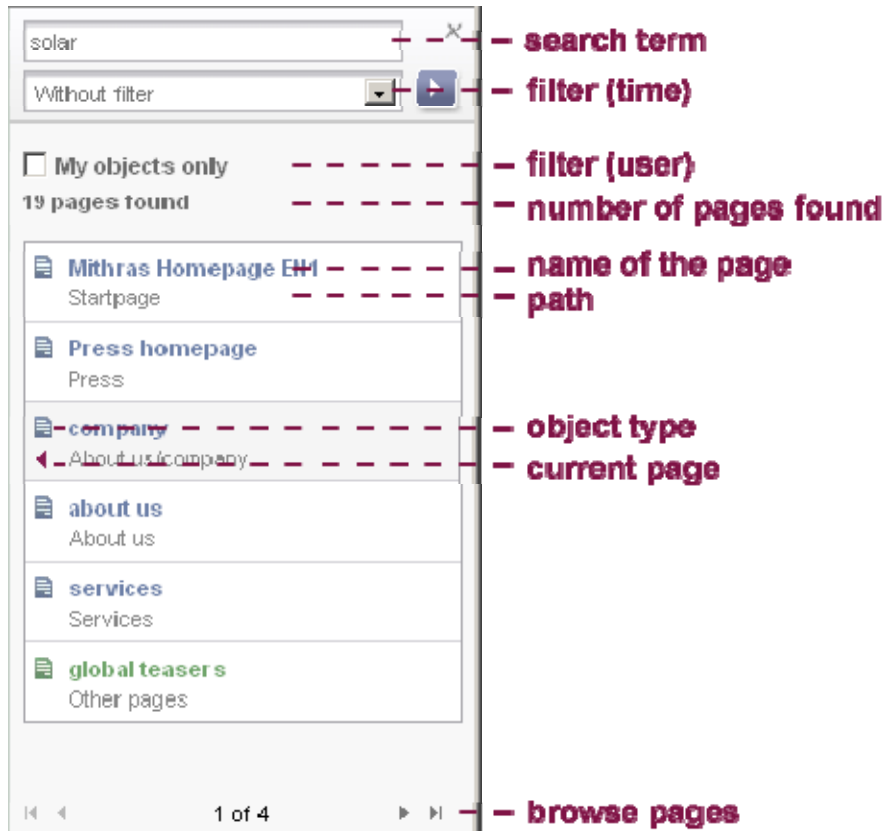 solar
search term
Without filter
filter (time)
My objects only
filter (user)
19 pages found
number of pages found
Mithras Homepage EN1
name of the page
Startpage
path
Press homepage
Press
company
object type
About us/company
current page
about us
About us
services
Services
global teasers
Other pages
1 of 4
browse pages